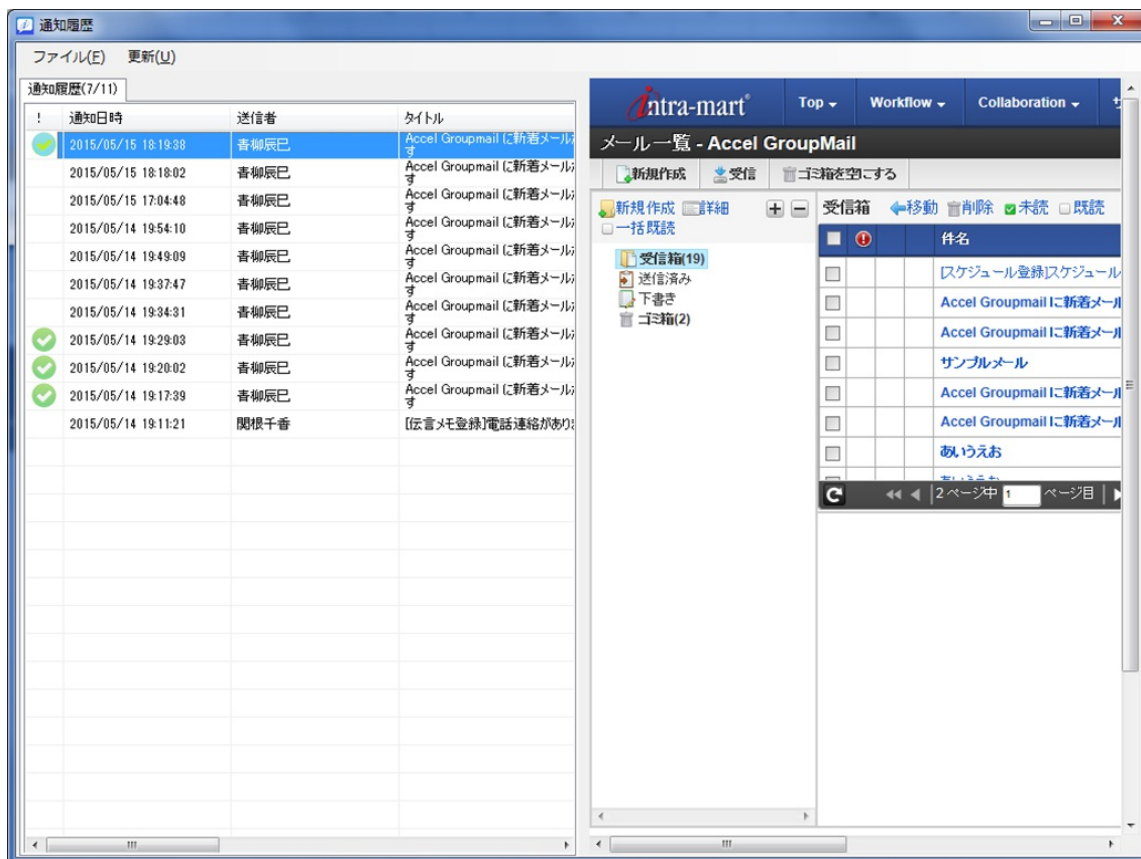 通知履歴
ファイル(F) 更新(U)
通知履歴(7/11)
! 通知日時 送信者 タイトル
2015/05/15 18:19:38 青柳辰巳 Accel Groupmail に新着メール
す
2015/05/15 18:18:02 青柳辰巳 Accel Groupmail に新着メール
す
2015/05/15 17:04:48 青柳辰巳 Accel Groupmail に新着メール
す
2015/05/14 19:54:10 青柳辰巳 Accel Groupmail に新着メール
す
2015/05/14 19:49:09 青柳辰巳 Accel Groupmail に新着メール
す
2015/05/14 19:37:47 青柳辰巳 Accel Groupmail に新着メール
す
2015/05/14 19:34:31 青柳辰巳 Accel Groupmail に新着メール
す
2015/05/14 19:29:03 青柳辰巳 Accel Groupmail に新着メール
す
2015/05/14 19:20:02 青柳辰巳 Accel Groupmail に新着メール
す
2015/05/14 19:17:39 青柳辰巳 Accel Groupmail に新着メール
す
2015/05/14 19:11:21 関根千香 [伝言メモ登録]電話連絡があり
intra-mart® Top Workflow Collaboration
メール一覧 - Accel GroupMail
新規作成 受信 ゴミ箱を空にする
新規作成 詳細
一括既読
受信箱(19)
送信済み
下書き
ゴミ箱(2)
受信箱 移動 削除 未読 既読
件名
[スケジュール登録]スケジュール
Accel Groupmail に新着メール
Accel Groupmail に新着メール
サンプルメール
Accel Groupmail に新着メール
Accel Groupmail に新着メール
あいうえお
2 ページ中 1 ページ目